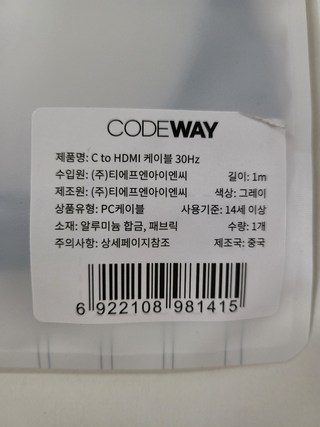 CODEWAY
제품명: C to HDMI 케이블 30Hz
수입원: (주)티에프엔아이엔씨 길이: 1m
제조원: (주)티에프엔아이엔씨 색상: 그레이
상품유형: PC케이블 사용기준: 14세 이상
소재: 알루미늄 합금, 패브릭 수량: 1개
주의사항: 상세페이지참조 제조국: 중국
6 922108 981415